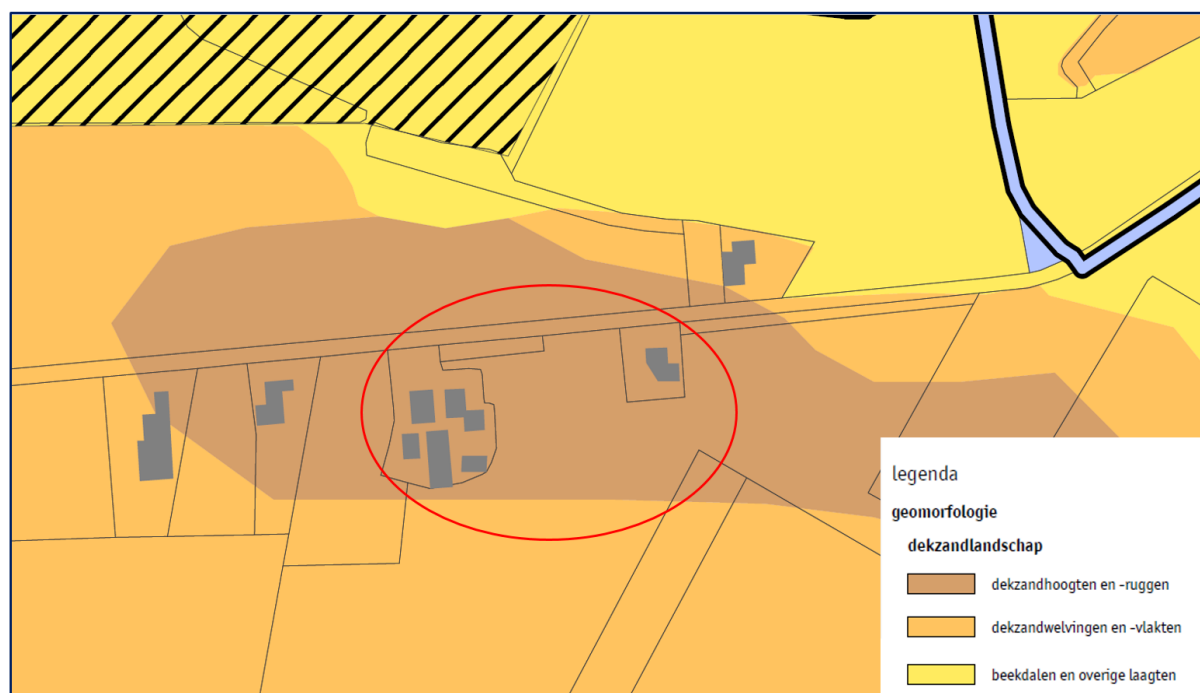 legenda
geomorfologie
dekzandlandschap
dekzandhoogten en -ruggen
dekzandwelvingen en -vlakten
beekdalen en overige laagten